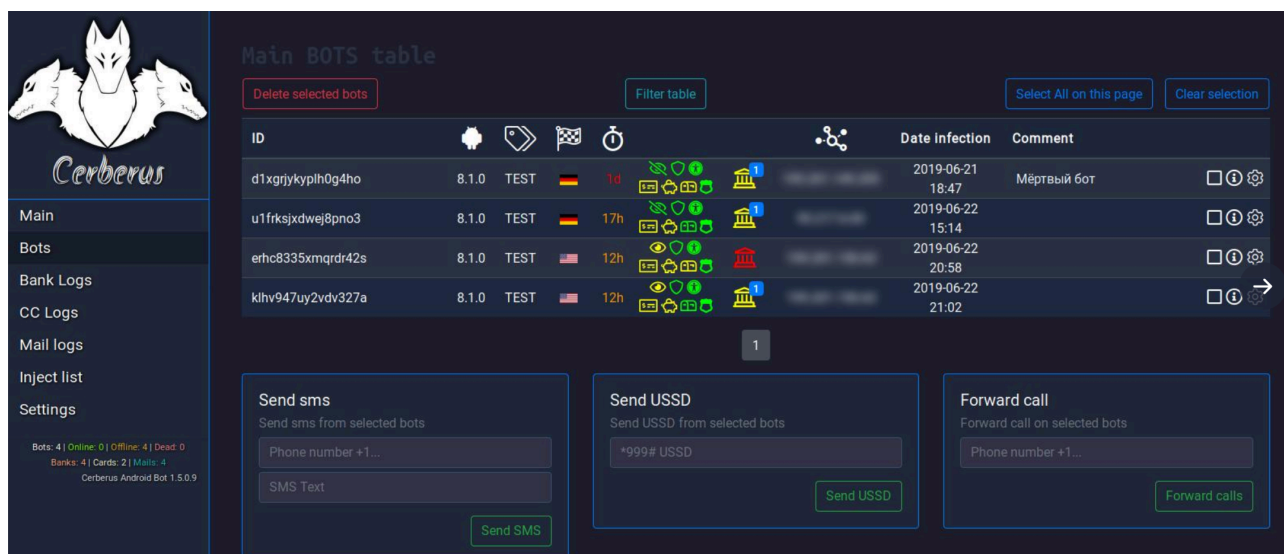 Cerberus
Main
Bots
Bank Logs
CC Logs
Mail logs
Inject list
Settings
Bots: 4 | Online: 0 | Offline: 4 | Dead: 0
Banks: 4 | Cards: 2 | Mails: 4
Cerberus Android Bot 1.5.0.9
Main BOTS table
Delete selected bots
Filter table
Select All on this page
Clear selection
ID Date infection Comment
d1xgrjykyplh0g4ho 8.1.0 TEST 1d 1 2019-06-21 18:47 Мёртвый бот
u1frksjxdwej8pno3 8.1.0 TEST 17h 1 2019-06-22 15:14
erhc8335xmqrdr42s 8.1.0 TEST 12h 2019-06-22 20:58
klhv947uy2vdv327a 8.1.0 TEST 12h 1 2019-06-22 21:02
1
Send sms
Send sms from selected bots
Phone number +1...
SMS Text
Send SMS
Send USSD
Send USSD from selected bots
*999# USSD
Send USSD
Forward call
Forward call on selected bots
Phone number +1...
Forward calls